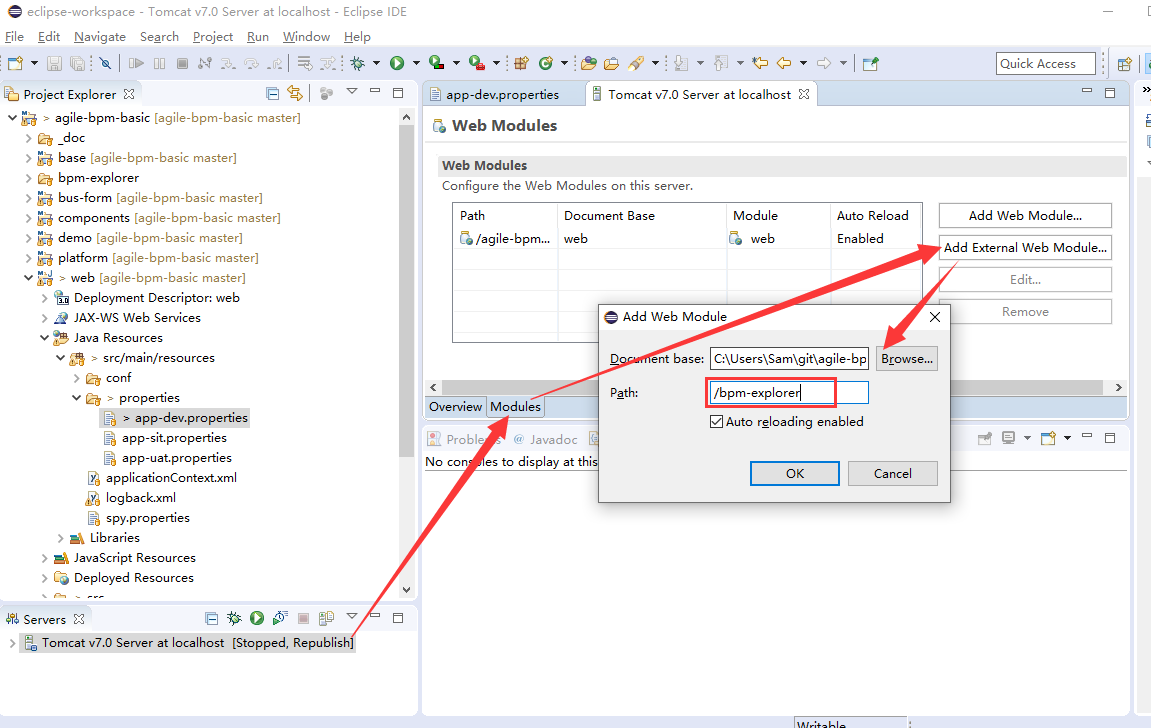 eclipse-workspace - Tomcat v7.0 Server at localhost - Eclipse IDE
File Edit Navigate Search Project Run Window Help
Quick Access
Project Explorer
> agile-bpm-basic [agile-bpm-basic master]
_doc
base [agile-bpm-basic master]
bpm-explorer
bus-form [agile-bpm-basic master]
components [agile-bpm-basic master]
demo [agile-bpm-basic master]
platform [agile-bpm-basic master]
> web [agile-bpm-basic master]
Deployment Descriptor: web
JAX-WS Web Services
Java Resources
> src/main/resources
conf
> properties
> app-dev.properties
app-sit.properties
app-uat.properties
applicationContext.xml
logback.xml
spy.properties
Libraries
JavaScript Resources
Deployed Resources
> src
Servers
Tomcat v7.0 Server at localhost [Stopped, Republish]
app-dev.properties
Tomcat v7.0 Server at localhost
Web Modules
Web Modules
Configure the Web Modules on this server.
Path Document Base Module Auto Reload
/agile-bpm... web web Enabled
Add Web Module...
Add External Web Module...
Edit...
Remove
Overview Modules
Problems @ Javadoc
No consoles to display at this
Add Web Module
Document base: C:\Users\Sam\git\agile-bp Browse...
Path: /bpm-explorer
Auto reloading enabled
OK Cancel
Writable